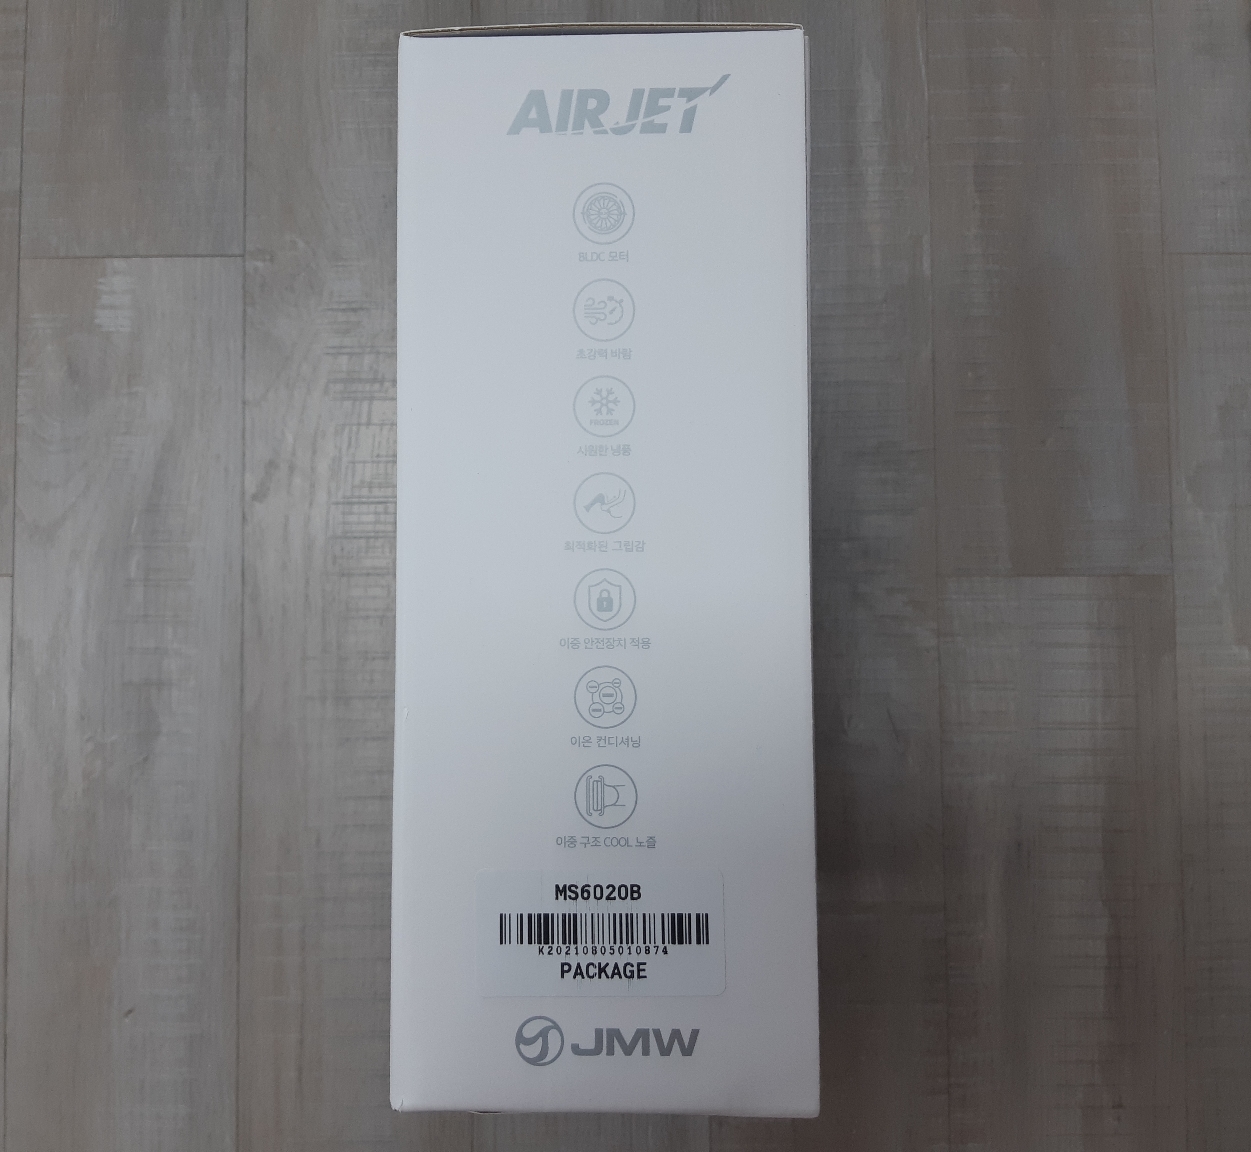 AIRJET
BLDC 모터
초강력 바람
FROZEN
시원한 냉풍
최적화된 그립감
이중 안전장치 적용
이온 컨디셔닝
이중 구조 COOL 노즐
MS6020B
K20210805010874
PACKAGE
JMW